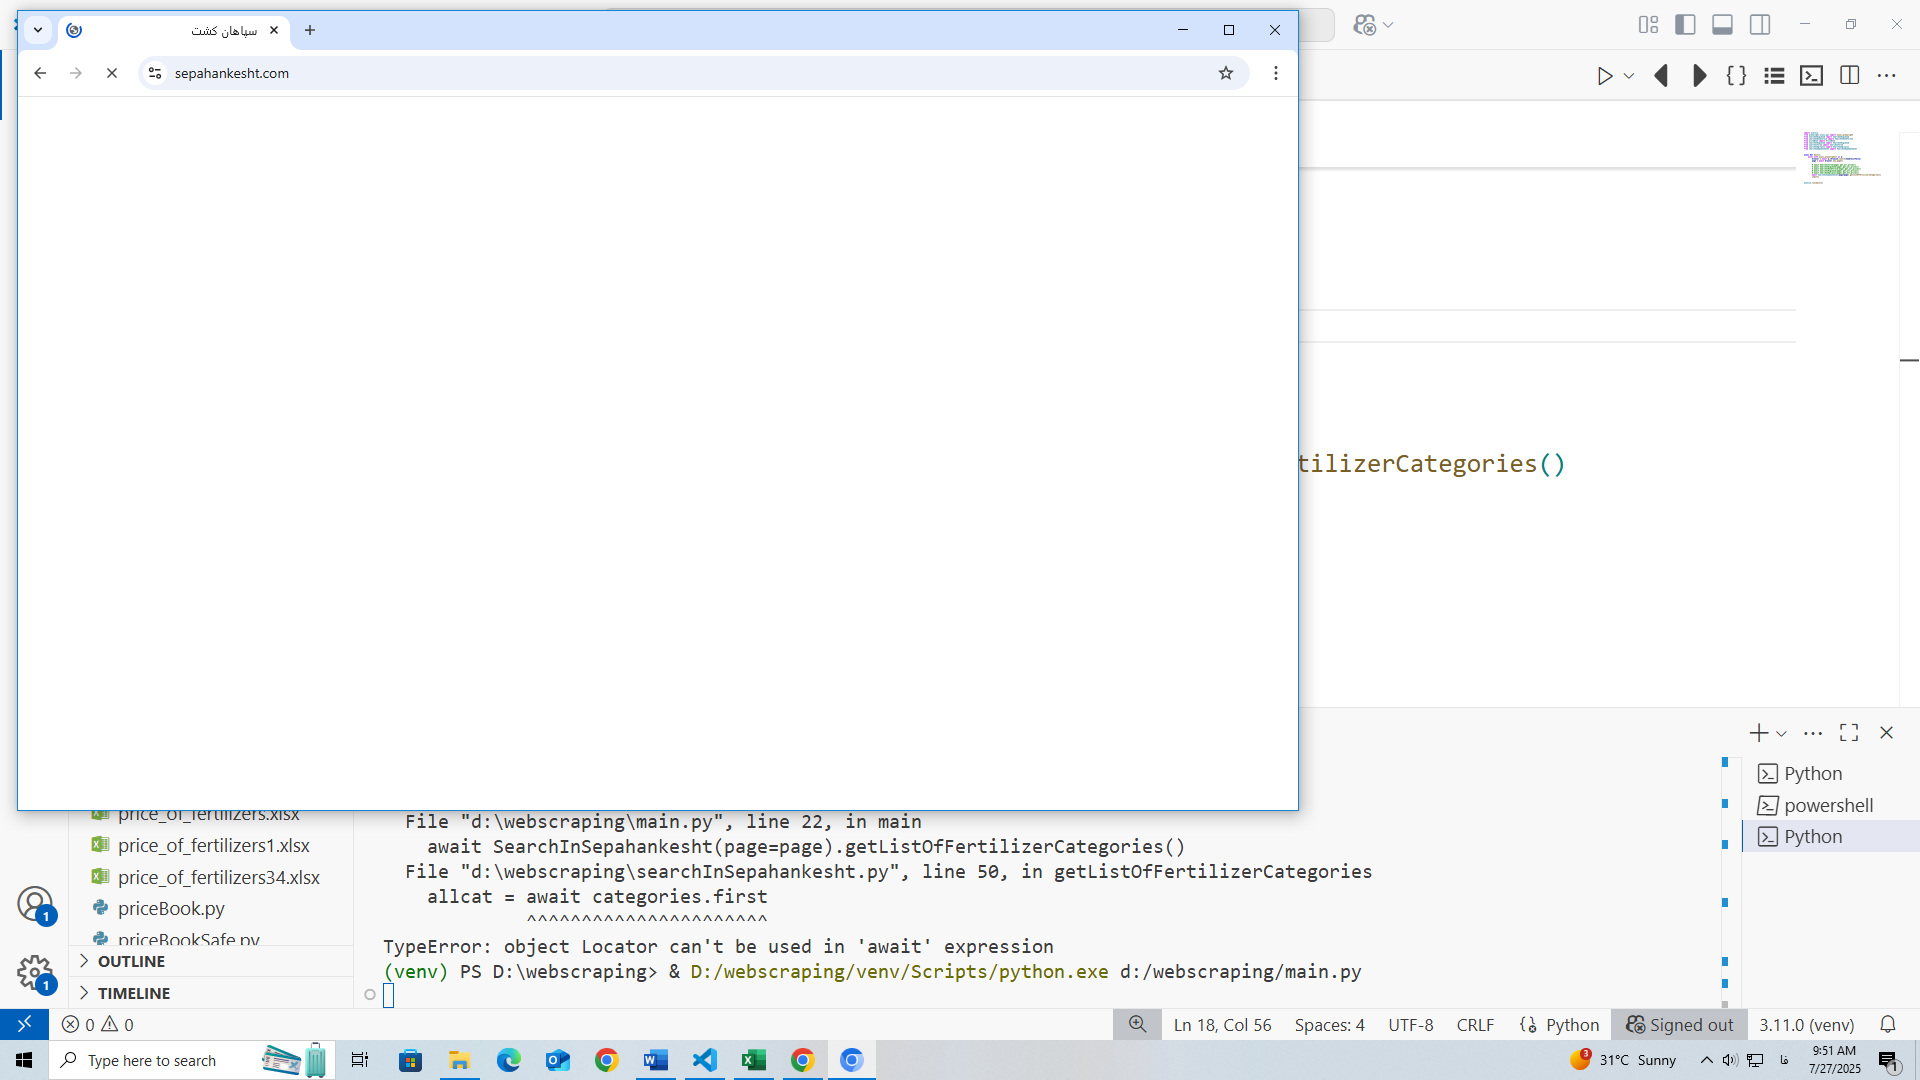 سپاهان کشت
sepahankesht.com
tilizerCategories()
Python
powershell
Python
price_of_fertilizers.xlsx
price_of_fertilizers1.xlsx
price_of_fertilizers34.xlsx
priceBook.py
priceBookSafe.py
OUTLINE
TIMELINE
1
1
File "d:\webscraping\main.py", line 22, in main
await SearchInSepahankesht(page=page).getListOfFertilizerCategories()
File "d:\webscraping\searchInSepahankesht.py", line 50, in getListOfFertilizerCategories
allcat = await categories.first
^^^^^^^^^^^^^^^^^^^^^^
TypeError: object Locator can't be used in 'await' expression
(venv) PS D:\webscraping> & D:/webscraping/venv/Scripts/python.exe d:/webscraping/main.py
0 0 Ln 18, Col 56 Spaces: 4 UTF-8 CRLF {} Python Signed out 3.11.0 (venv)
Type here to search 3 31°C Sunny فا 9:51 AM
7/27/2025 1